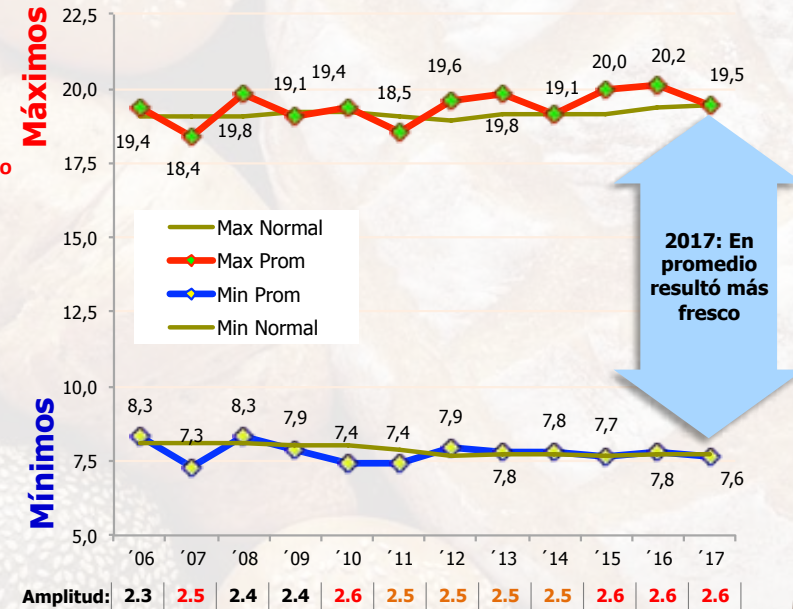 Máximos
22,5
20,0
17,5
15,0
12,5
10,0
7,5
5,0
o
19,4
18,4
19,8
19,1
19,4
18,5
19,6
19,8
19,1
20,0
20,2
19,5
Max Normal
Max Prom
Min Prom
Min Normal
2017: En
promedio
resultó más
fresco
Mínimos
8,3
7,3
8,3
7,9
7,4
7,4
7,9
7,8
7,8
7,7
7,8
7,6
´06 ´07 ´08 ´09 ´10 ´11 ´12 ´13 ´14 ´15 ´16 ´17
Amplitud: 2.3 2.5 2.4 2.4 2.6 2.5 2.5 2.5 2.5 2.6 2.6 2.6